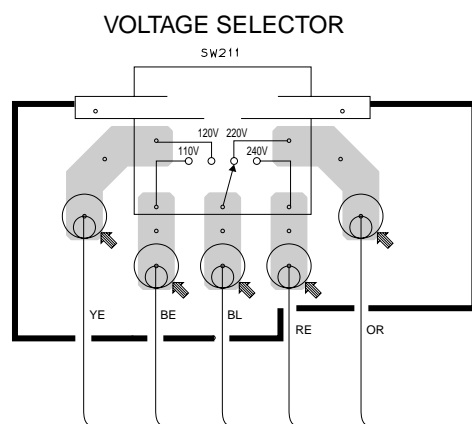 VOLTAGE SELECTOR
SW211
120V 220V
110V 240V
YE BE BL RE OR